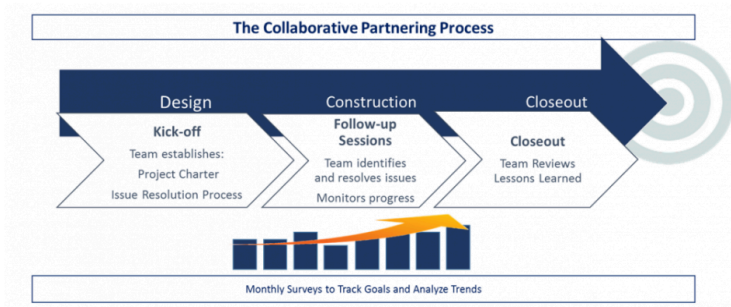 The Collaborative Partnering Process
Design
Construction
Closeout
Kick-off
Team establishes:
Project Charter
Issue Resolution Process
Follow-up
Sessions
Team identifies
and resolves issues
Monitors progress
Closeout
Team Reviews
Lessons Learned
Monthly Surveys to Track Goals and Analyze Trends